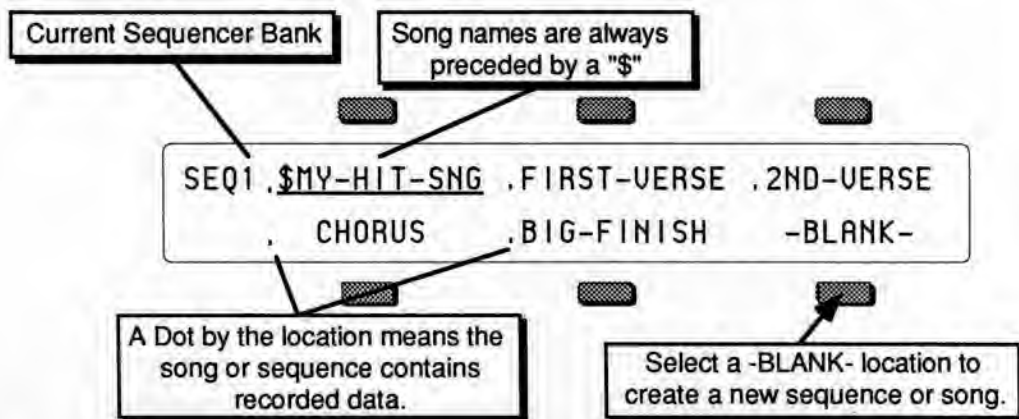 Current Sequencer Bank
Song names are always
preceded by a "$"
SEQ1 .$MY-HIT-SNG .FIRST-VERSE .2ND-VERSE
. CHORUS .BIG-FINISH -BLANK-
A Dot by the location means the
song or sequence contains
recorded data.
Select a -BLANK- location to
create a new sequence or song.